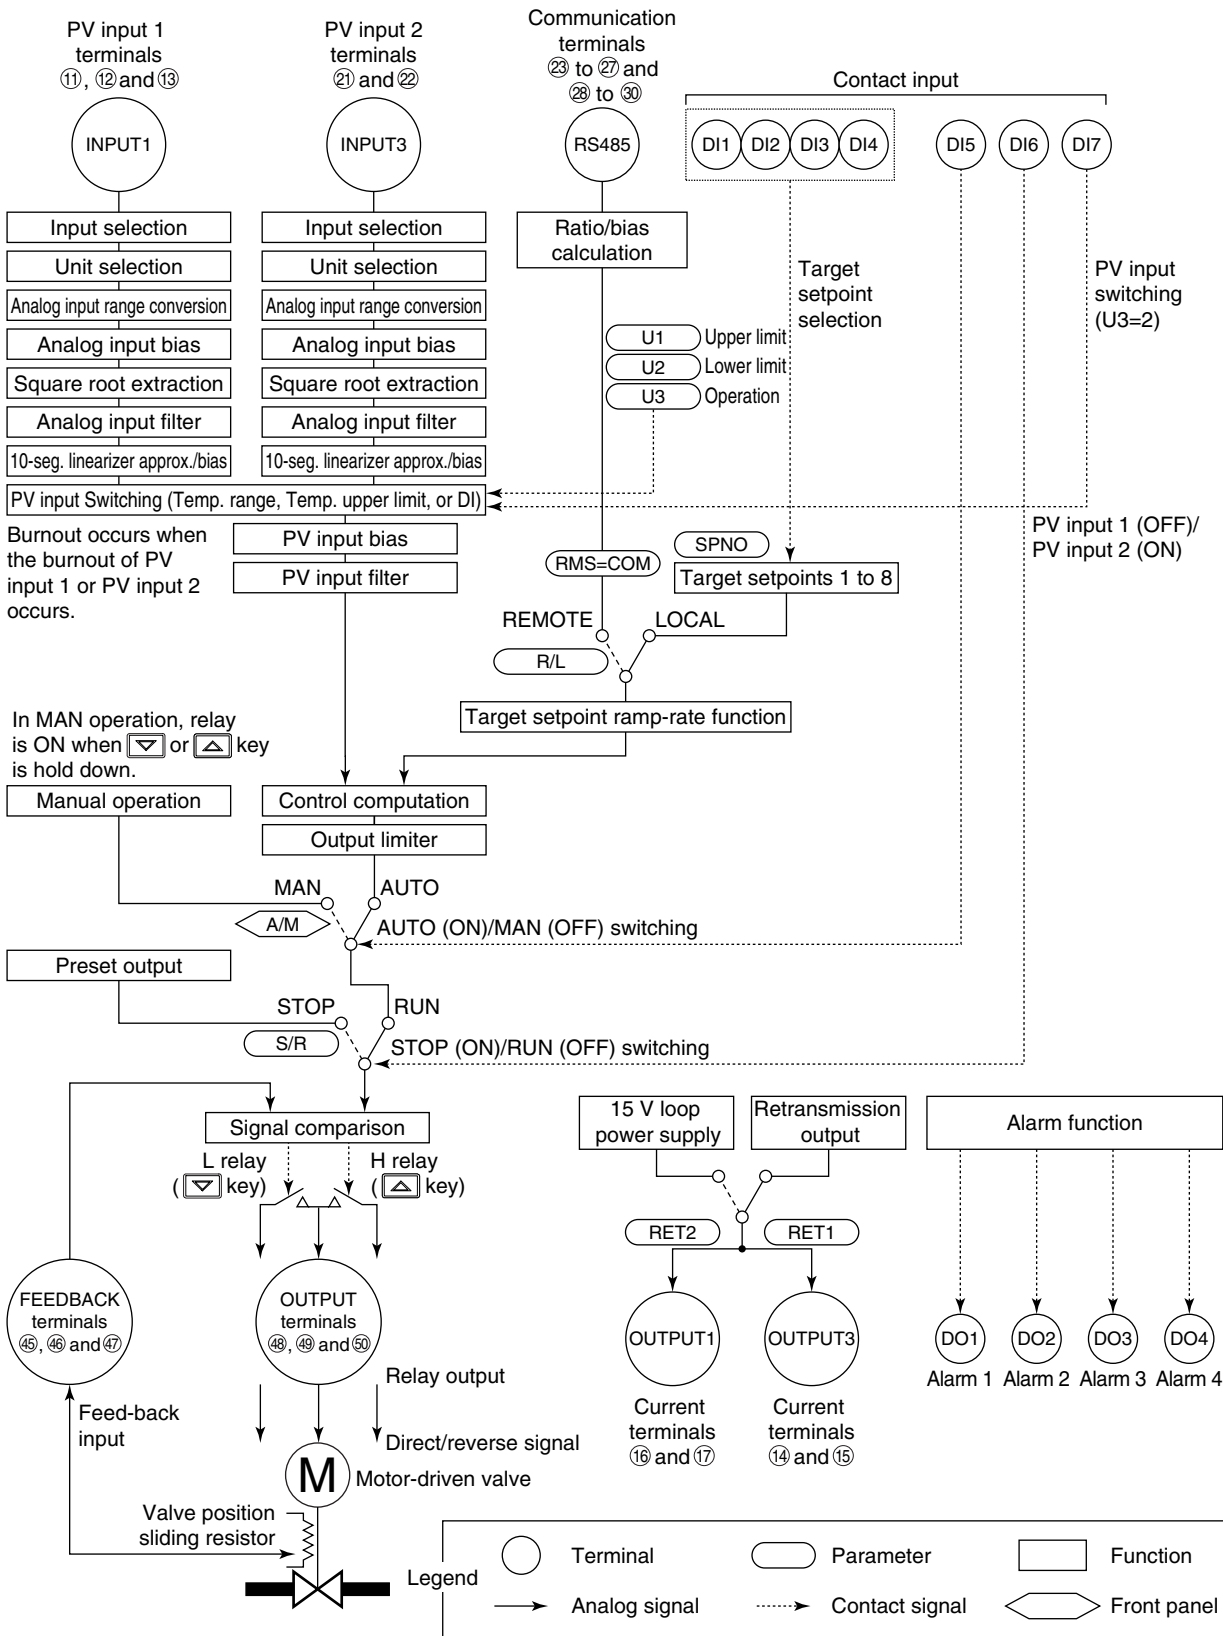 PV input 1
terminals
⑪, ⑫ and ⑬
PV input 2
terminals
㉑ and ㉒
Communication
terminals
㉓ to ㉗ and
㉘ to ㉚
Contact input
INPUT1
INPUT3
RS485
DI1
DI2
DI3
DI4
DI5
DI6
DI7
Input selection
Unit selection
Analog input range conversion
Analog input bias
Square root extraction
Analog input filter
10-seg. linearizer approx./bias
Input selection
Unit selection
Analog input range conversion
Analog input bias
Square root extraction
Analog input filter
10-seg. linearizer approx./bias
Ratio/bias
calculation
Target
setpoint
selection
PV input
switching
(U3=2)
U1
Upper limit
U2
Lower limit
U3
Operation
PV input Switching (Temp. range, Temp. upper limit, or DI)
Burnout occurs when
the burnout of PV
input 1 or PV input 2
occurs.
PV input bias
PV input filter
PV input 1 (OFF)/
PV input 2 (ON)
SPNO
RMS=COM
Target setpoints 1 to 8
REMOTE
LOCAL
R/L
Target setpoint ramp-rate function
In MAN operation, relay
is ON when ▽ or △ key
is hold down.
Manual operation
Control computation
Output limiter
MAN
AUTO
A/M
AUTO (ON)/MAN (OFF) switching
Preset output
STOP
RUN
S/R
STOP (ON)/RUN (OFF) switching
Signal comparison
15 V loop
power supply
Retransmission
output
Alarm function
L relay
( ▽ key)
H relay
( △ key)
RET2
RET1
FEEDBACK
terminals
㊺, ㊻ and ㊼
OUTPUT
terminals
㊽, ㊾ and ㊿
OUTPUT1
OUTPUT3
DO1
DO2
DO3
DO4
Alarm 1
Alarm 2
Alarm 3
Alarm 4
Relay output
Current
terminals
⑯ and ⑰
Current
terminals
⑭ and ⑮
Feed-back
input
Direct/reverse signal
M
Motor-driven valve
Valve position
sliding resistor
Legend
Terminal
Parameter
Function
Analog signal
Contact signal
Front panel